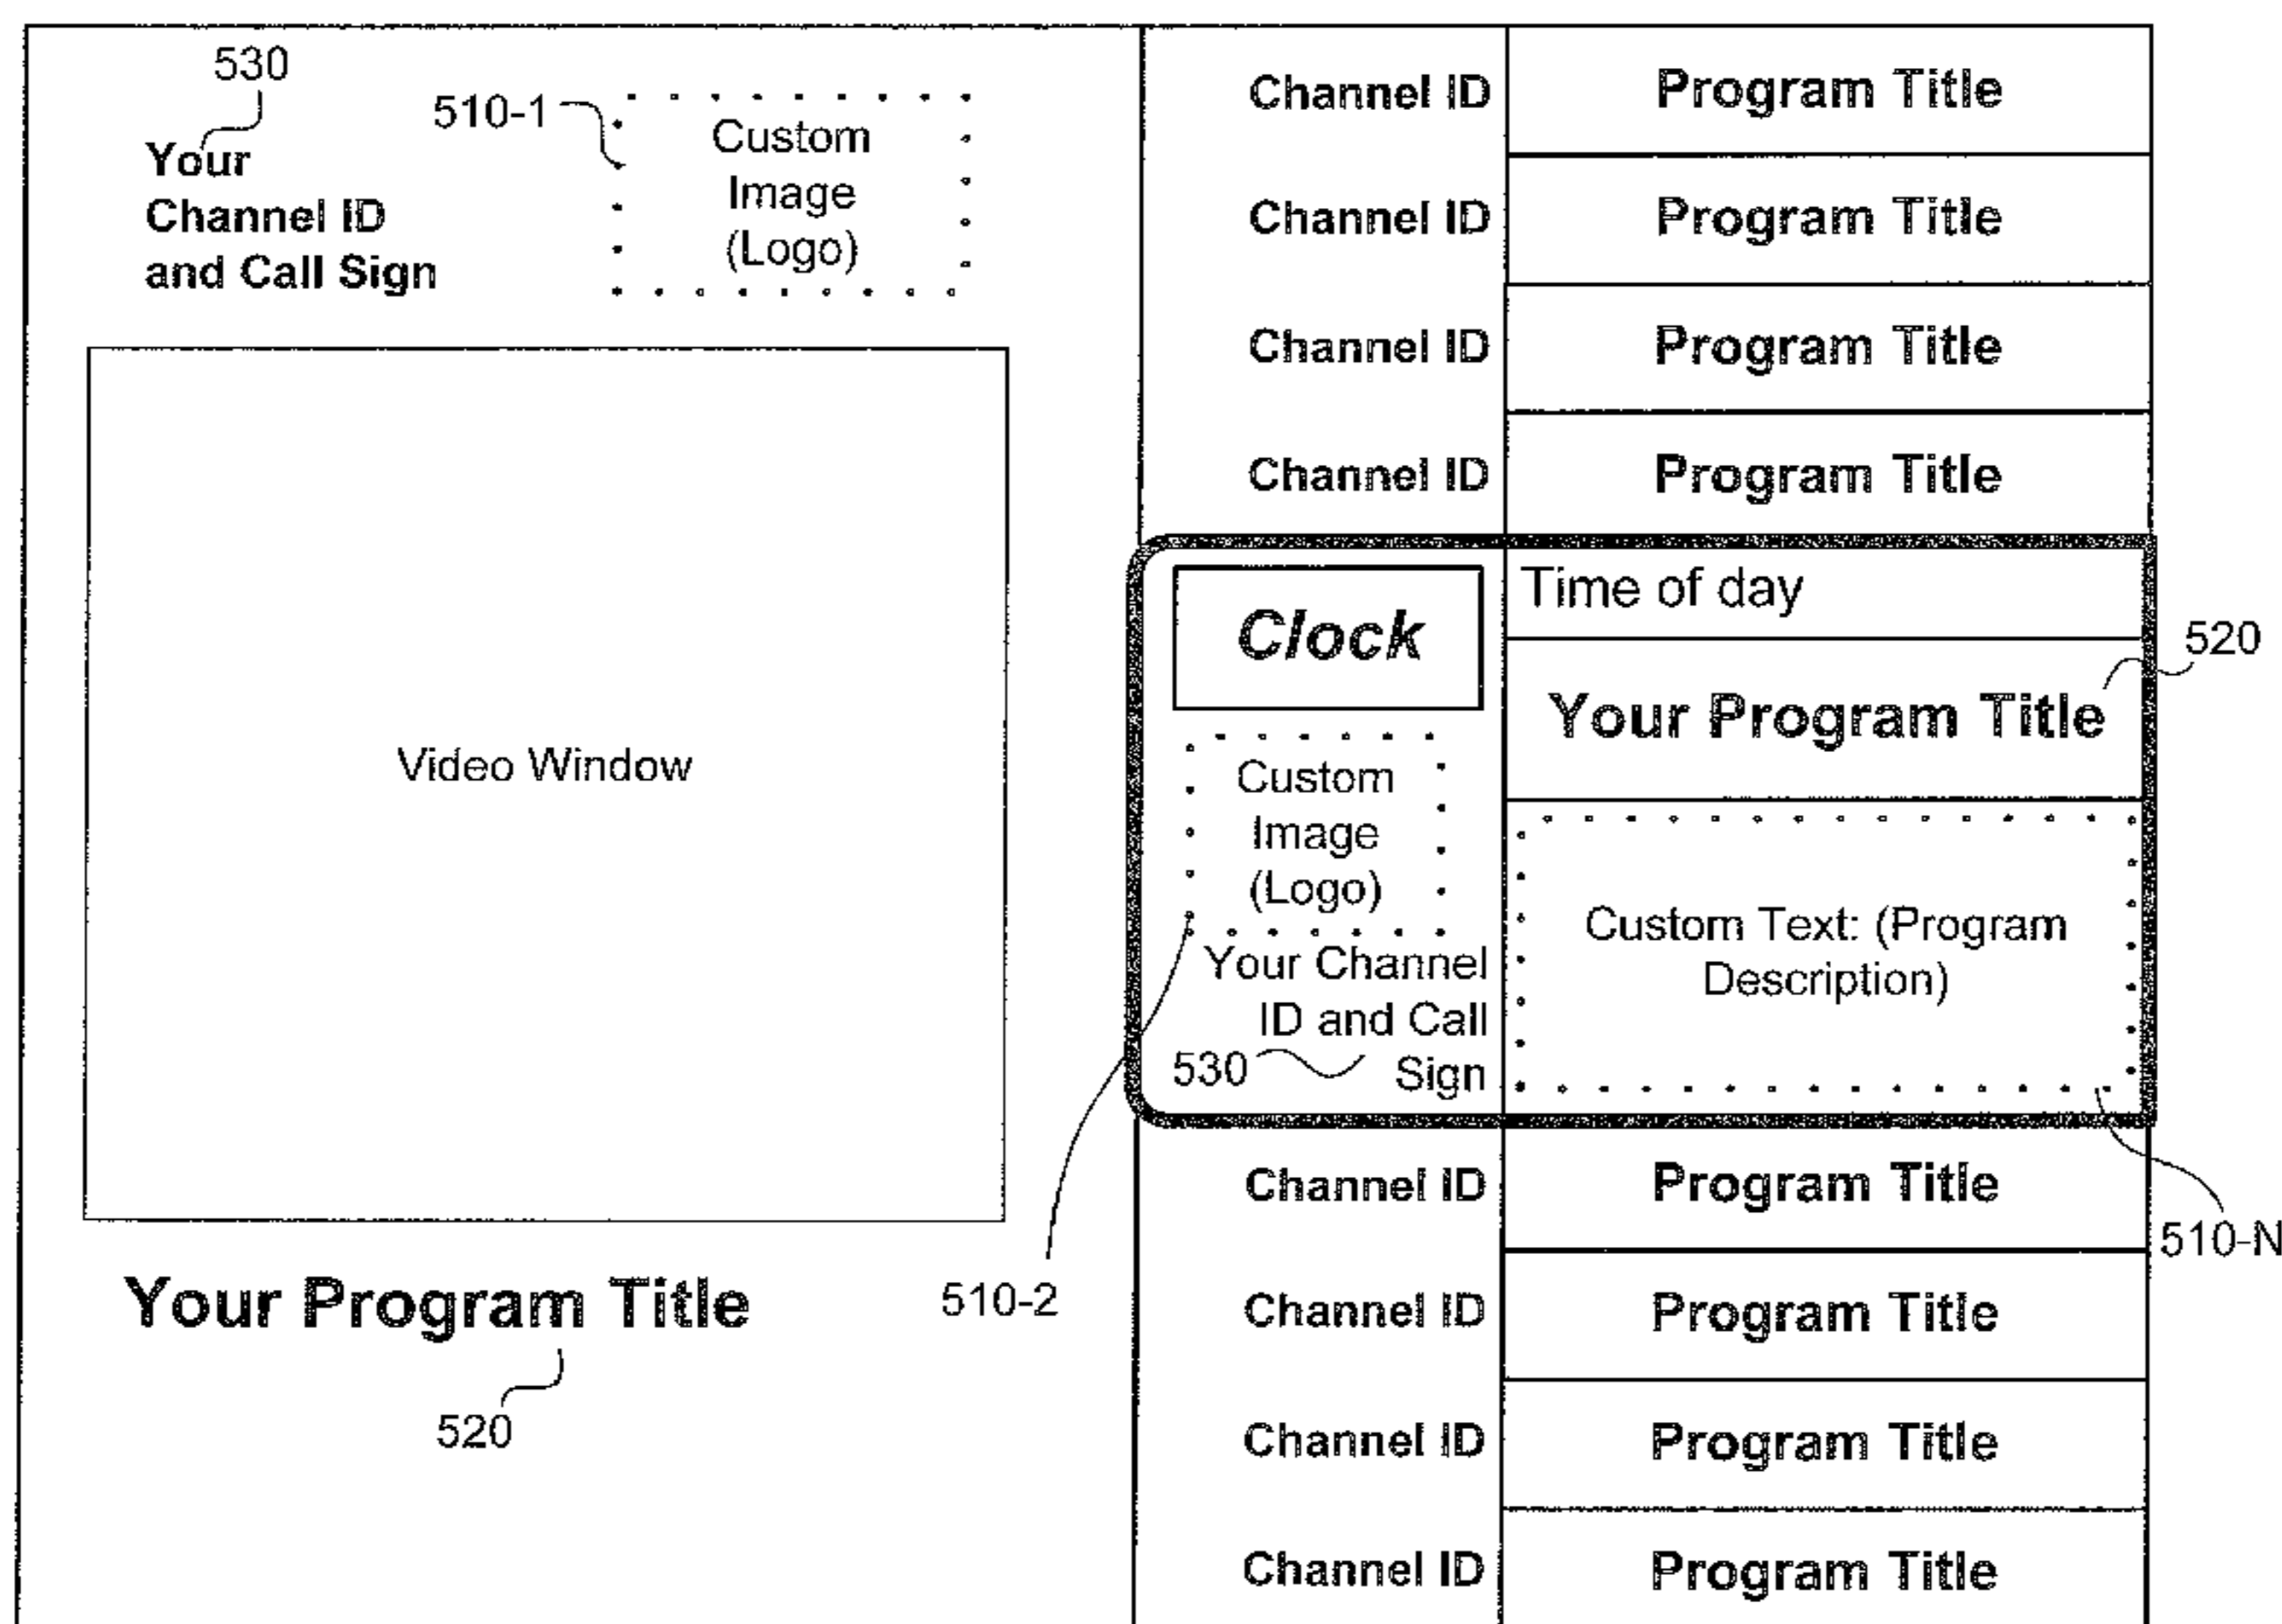 530
Your
Channel ID
and Call Sign
510-1
Custom
Image
(Logo)
Video Window
Your Program Title
520
510-2
Channel ID
Program Title
Channel ID
Program Title
Channel ID
Program Title
Channel ID
Program Title
Clock
Time of day
520
Your Program Title
Custom
Image
(Logo)
Your Channel
ID and Call
Sign
530
Custom Text: (Program
Description)
510-N
Channel ID
Program Title
Channel ID
Program Title
Channel ID
Program Title
Channel ID
Program Title